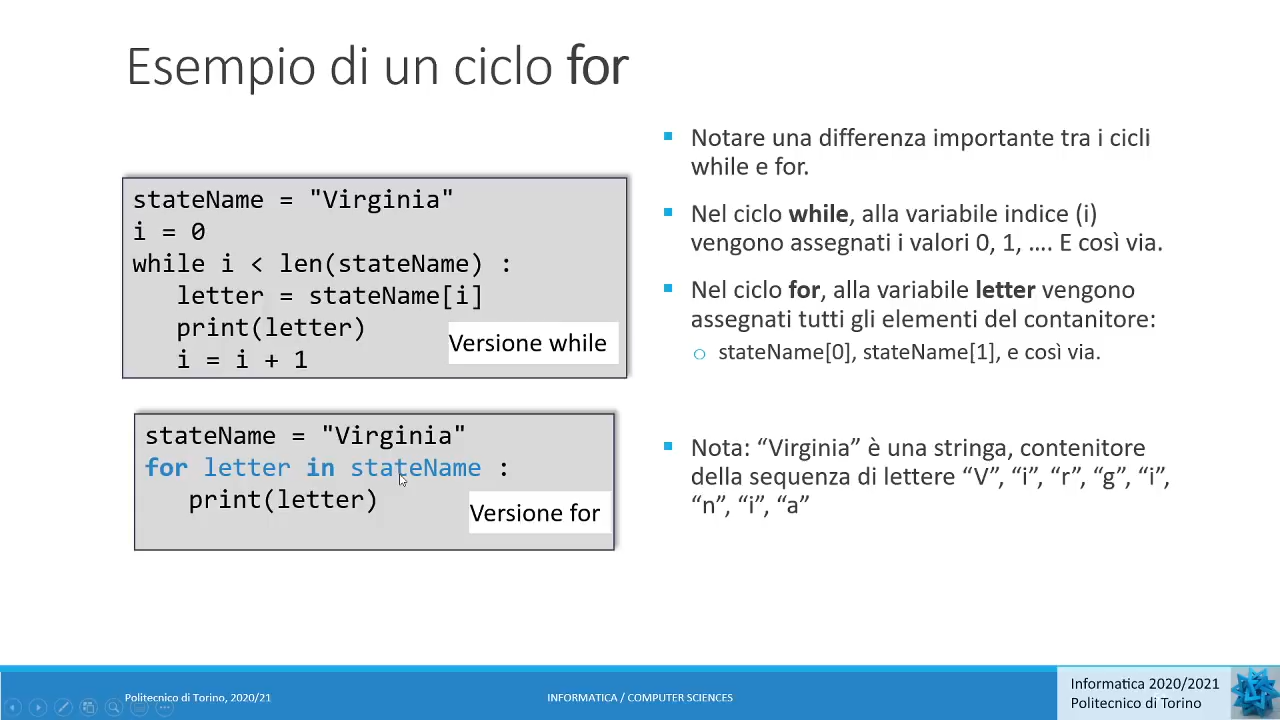 Esempio di un ciclo for
stateName = "Virginia"
i = 0
while i < len(stateName) :
letter = stateName[i]
print(letter)
i = i + 1
Versione while
stateName = "Virginia"
for letter in stateName :
print(letter)
Versione for
Notare una differenza importante tra i cicli
while e for.
Nel ciclo while, alla variabile indice (i)
vengono assegnati i valori 0, 1, …. E così via.
Nel ciclo for, alla variabile letter vengono
assegnati tutti gli elementi del contanitore:
stateName[0], stateName[1], e così via.
Nota: “Virginia” è una stringa, contenitore
della sequenza di lettere “V”, “i”, “r”, “g”, “i”,
“n”, “i”, “a”
Politecnico di Torino, 2020/21
INFORMATICA / COMPUTER SCIENCES
Informatica 2020/2021
Politecnico di Torino